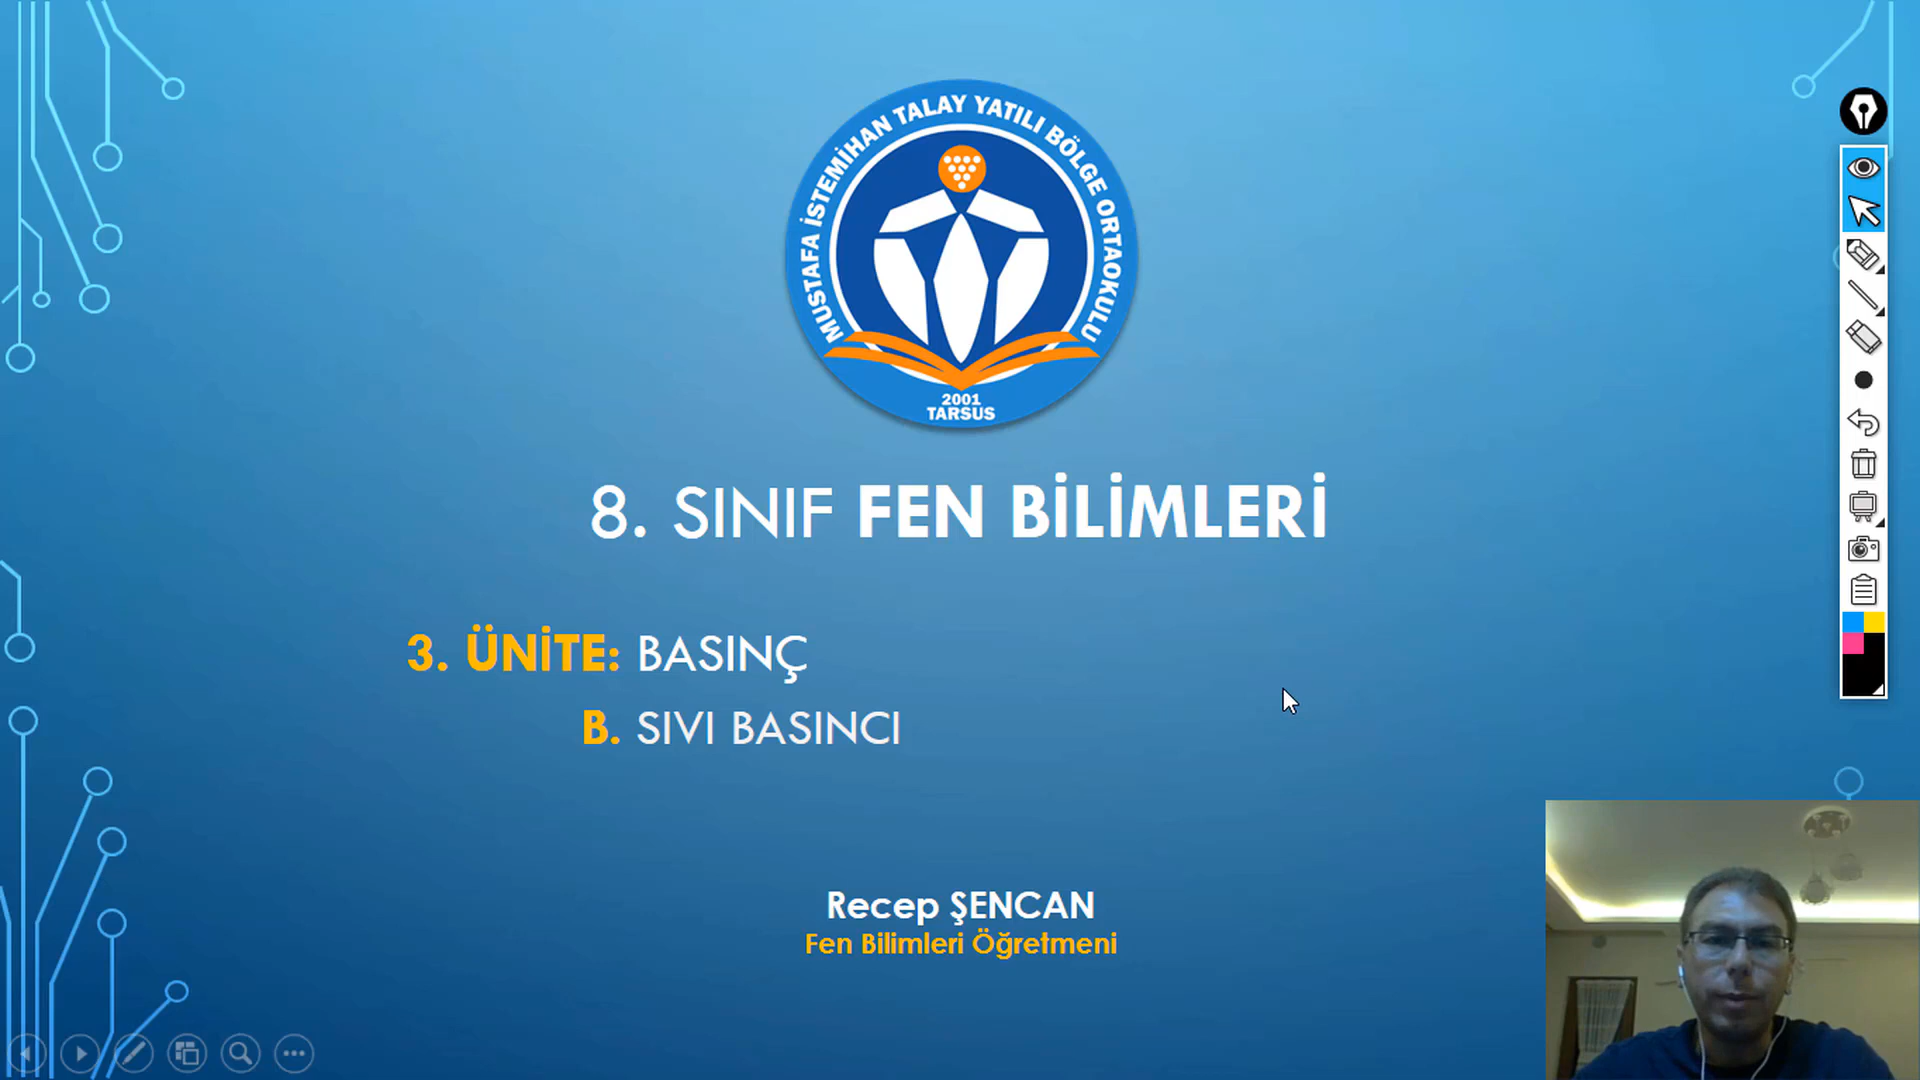 MUSTAFA İSTEMİHAN TALAY YATILI BÖLGE ORTAOKULU
2001
TARSUS
8. SINIF FEN BİLİMLERİ
3. ÜNİTE: BASINÇ
B. SIVI BASINCI
Recep ŞENCAN
Fen Bilimleri Öğretmeni